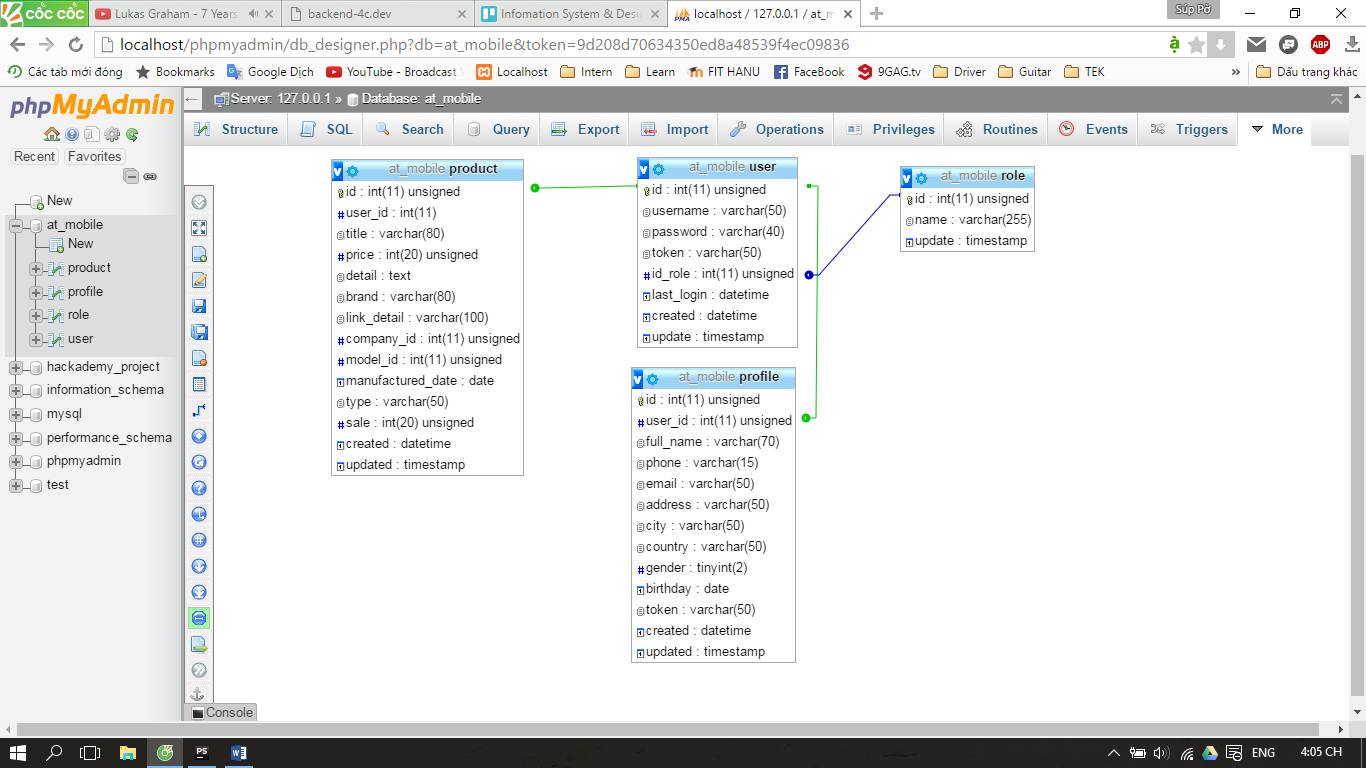 CỐC CỐC
Lukas Graham - 7 Years
backend-4c.dev
Infomation System & Desi
localhost / 127.0.0.1 / at_m
Súp Pờ
localhost/phpmyadmin/db_designer.php?db=at_mobile&token=9d208d70634350ed8a48539f4ec09836
ABP
Các tab mới đóng
Bookmarks
Google Dịch
YouTube - Broadcast
Localhost
Intern
Learn
FIT HANU
FaceBook
9GAG.tv
Driver
Guitar
TEK
»
Dấu trang khác
phpMyAdmin
Recent
Favorites
New
at_mobile
New
product
profile
role
user
hackademy_project
information_schema
mysql
performance_schema
phpmyadmin
test
Server: 127.0.0.1 » Database: at_mobile
Structure
SQL
Search
Query
Export
Import
Operations
Privileges
Routines
Events
Triggers
More
at_mobile product
id : int(11) unsigned
user_id : int(11)
title : varchar(80)
price : int(20) unsigned
detail : text
brand : varchar(80)
link_detail : varchar(100)
company_id : int(11) unsigned
model_id : int(11) unsigned
manufactured_date : date
type : varchar(50)
sale : int(20) unsigned
created : datetime
updated : timestamp
at_mobile user
id : int(11) unsigned
username : varchar(50)
password : varchar(40)
token : varchar(50)
id_role : int(11) unsigned
last_login : datetime
created : datetime
update : timestamp
at_mobile role
id : int(11) unsigned
name : varchar(255)
update : timestamp
at_mobile profile
id : int(11) unsigned
user_id : int(11) unsigned
full_name : varchar(70)
phone : varchar(15)
email : varchar(50)
address : varchar(50)
city : varchar(50)
country : varchar(50)
gender : tinyint(2)
birthday : date
token : varchar(50)
created : datetime
updated : timestamp
Console
ENG
4:05 CH